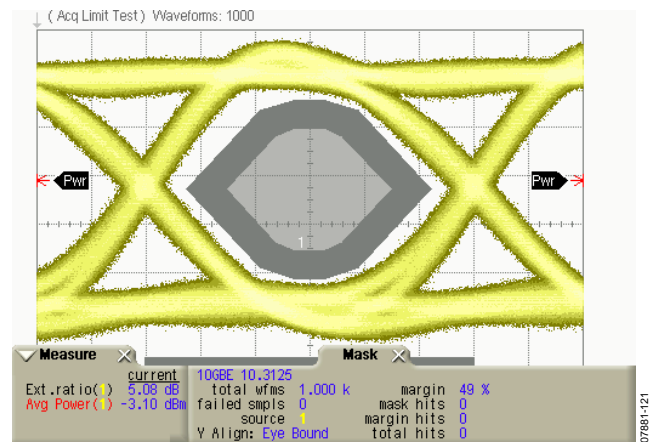 ( Acq Limit Test ) Waveforms: 1000
Pwr Pwr
1
Measure
current
Ext.ratio(1) 5.08 dB
Avg Power(1) -3.10 dBm
Mask
10GBE 10.3125
total wfms 1.000 k margin 49 %
failed smpls 0 mask hits 0
source 1 margin hits 0
Y Align: Eye Bound total hits 0
07881-121